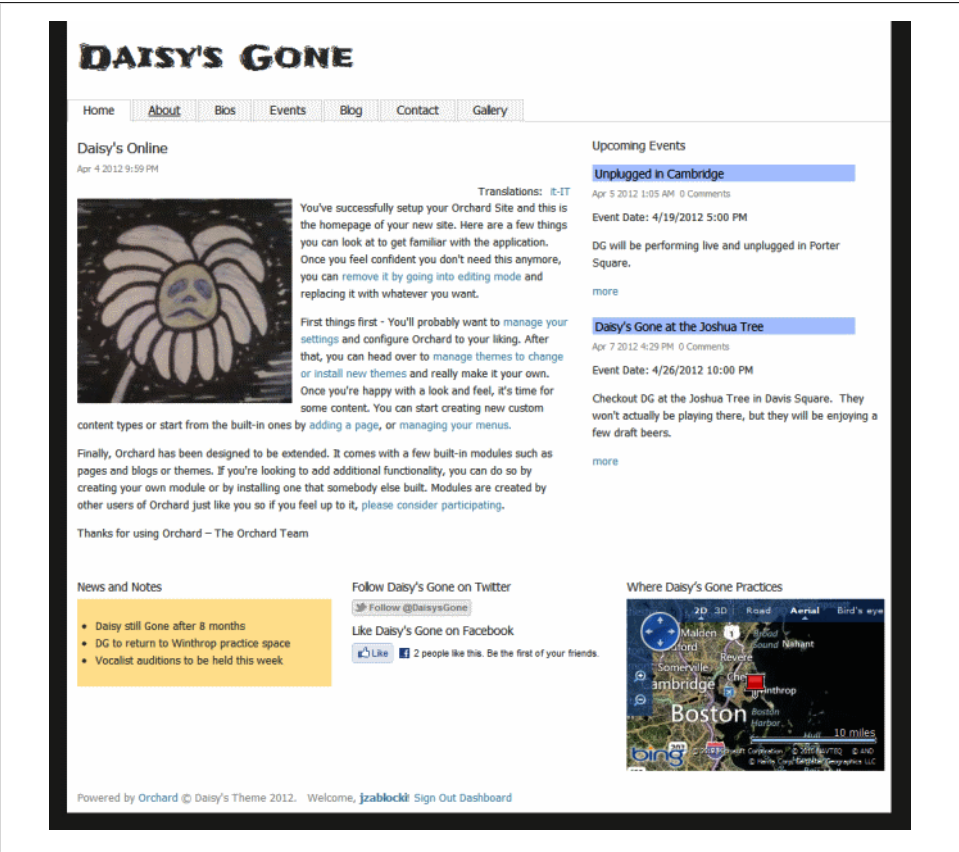 Daisy's Gone
Home About Bios Events Blog Contact Gallery
Daisy's Online
Apr 4 2012 9:59 PM
Translations: it-IT
You've successfully setup your Orchard Site and this is
the homepage of your new site. Here are a few things
you can look at to get familiar with the application.
Once you feel confident you don't need this anymore,
you can remove it by going into editing mode and
replacing it with whatever you want.
First things first - You'll probably want to manage your
settings and configure Orchard to your liking. After
that, you can head over to manage themes to change
or install new themes and really make it your own.
Once you're happy with a look and feel, it's time for
some content. You can start creating new custom
content types or start from the built-in ones by adding a page, or managing your menus.
Finally, Orchard has been designed to be extended. It comes with a few built-in modules such as
pages and blogs or themes. If you're looking to add additional functionality, you can do so by
creating your own module or by installing one that somebody else built. Modules are created by
other users of Orchard just like you so if you feel up to it, please consider participating.
Thanks for using Orchard – The Orchard Team
Upcoming Events
Unplugged in Cambridge
Apr 5 2012 1:05 AM 0 Comments
Event Date: 4/19/2012 5:00 PM
DG will be performing live and unplugged in Porter
Square.
more
Daisy's Gone at the Joshua Tree
Apr 7 2012 4:29 PM 0 Comments
Event Date: 4/26/2012 10:00 PM
Checkout DG at the Joshua Tree in Davis Square. They
won't actually be playing there, but they will be enjoying a
few draft beers.
more
News and Notes
• Daisy still Gone after 8 months
• DG to return to Winthrop practice space
• Vocalist auditions to be held this week
Follow Daisy's Gone on Twitter
Follow @DaisysGone
Like Daisy's Gone on Facebook
Like 2 people like this. Be the first of your friends.
Where Daisy's Gone Practices
2D 3D Road Aerial Bird's eye
Malden 1 Broad
Sound Nahant
Revere
Somerville
ambridge
inthrop
Boston Boston
Harbor
Hull 10 miles
bing
Powered by Orchard © Daisy's Theme 2012. Welcome, jzablocki! Sign Out Dashboard